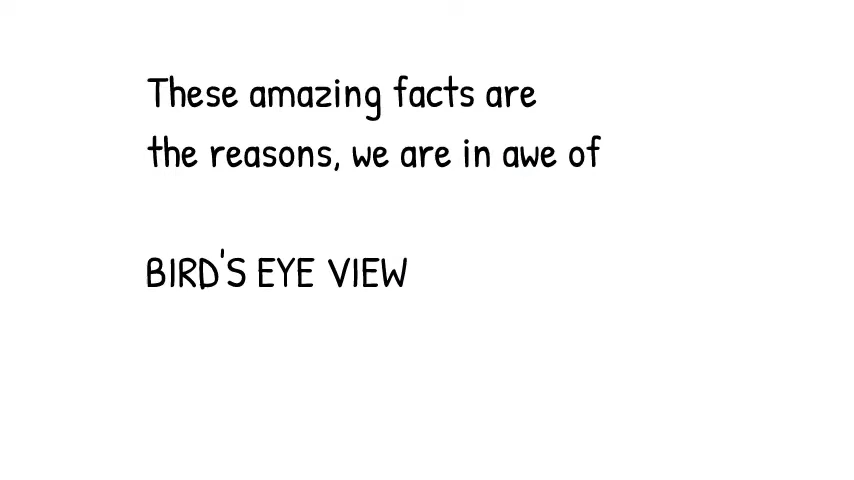 These amazing facts are
the reasons, we are in awe of
BIRD'S EYE VIEW